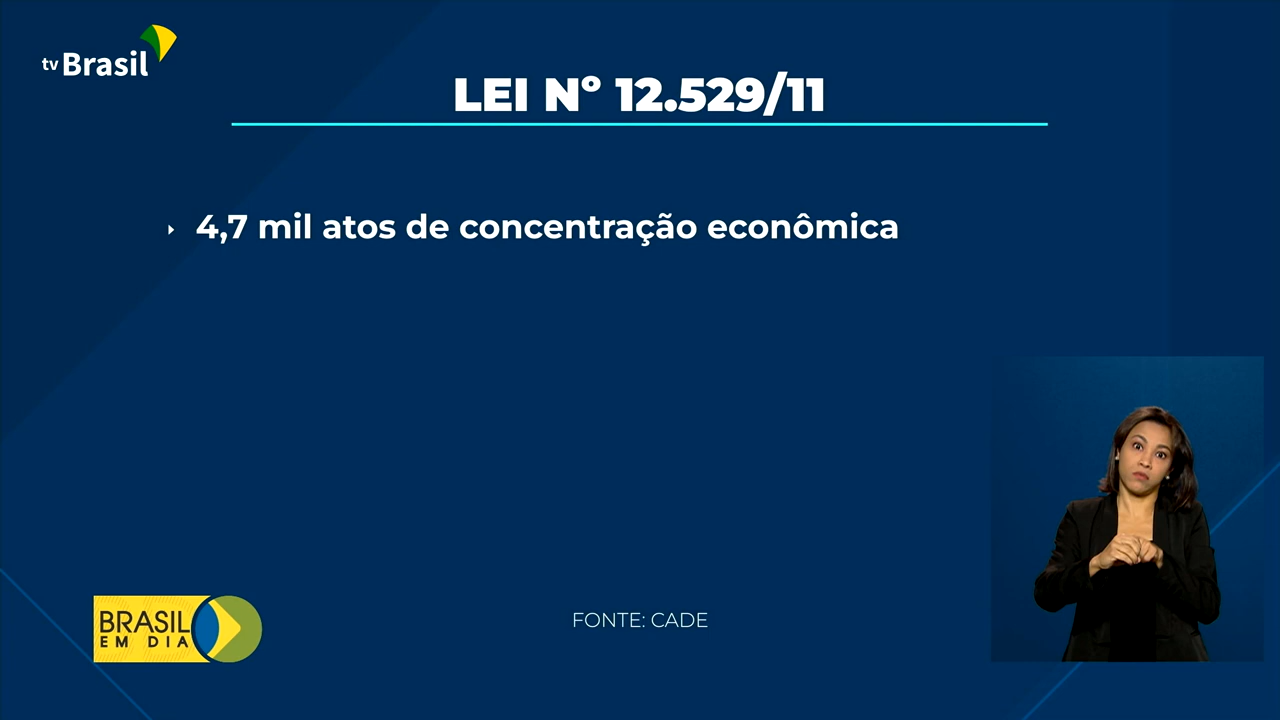 tv Brasil
LEI Nº 12.529/11
4,7 mil atos de concentração econômica
BRASIL
EM DIA
FONTE: CADE